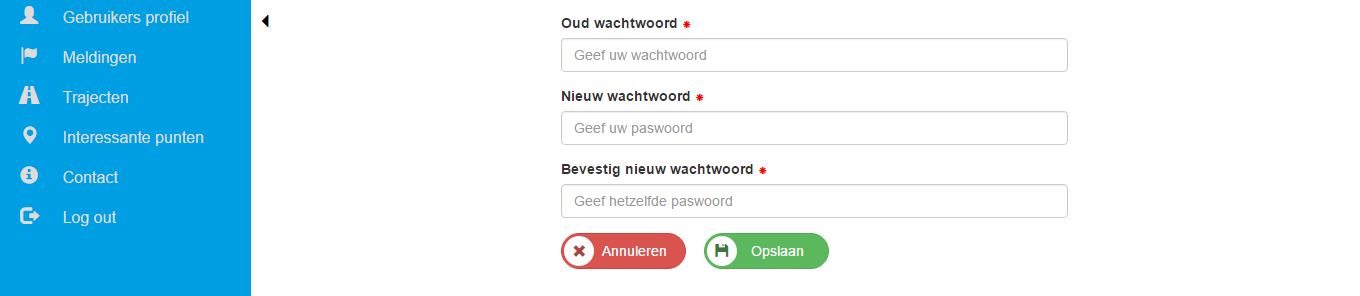 Gebruikers profiel
Meldingen
Trajecten
Interessante punten
Contact
Log out
Oud wachtwoord *
Geef uw wachtwoord
Nieuw wachtwoord *
Geef uw paswoord
Bevestig nieuw wachtwoord *
Geef hetzelfde paswoord
Annuleren
Opslaan